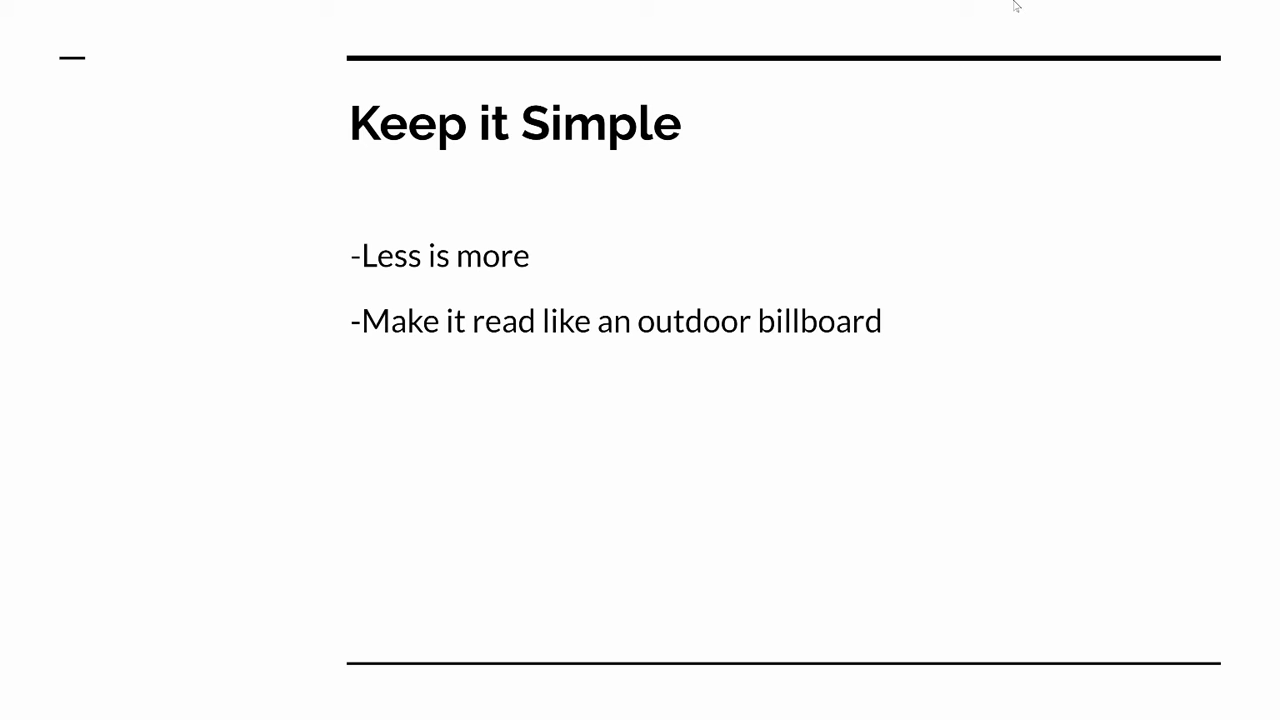 Keep it Simple
-Less is more
-Make it read like an outdoor billboard